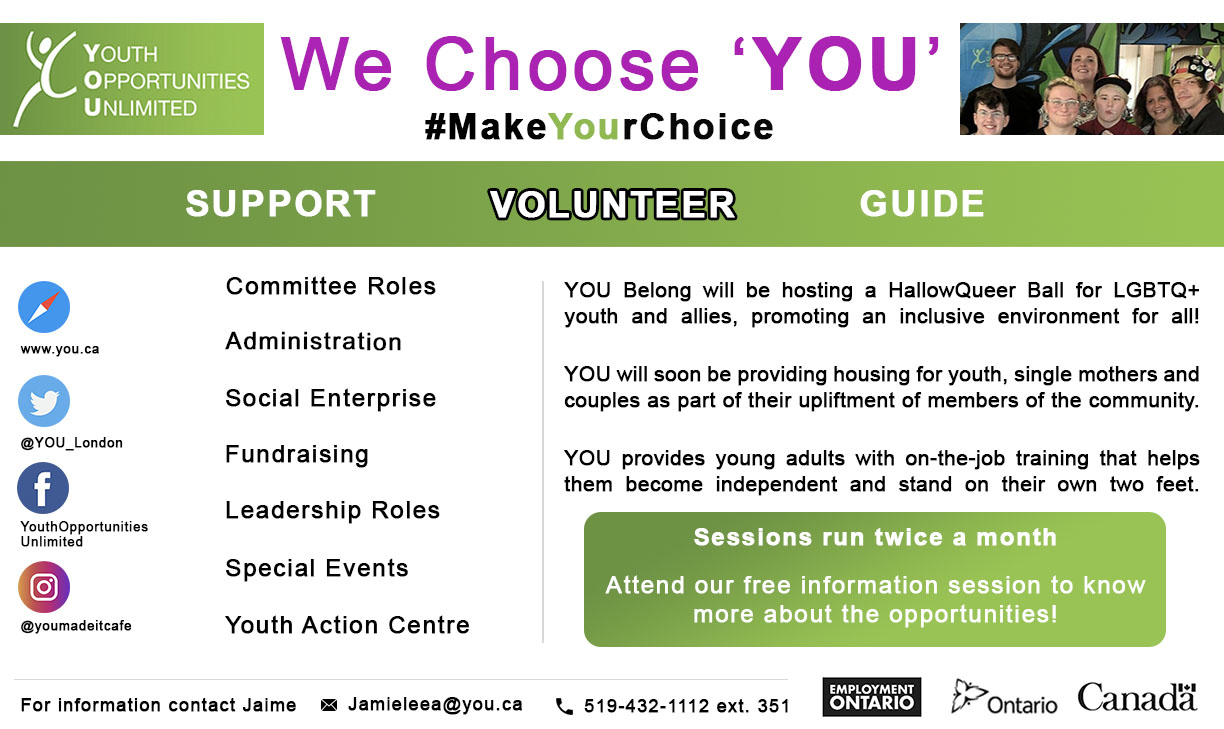 YOUTH
OPPORTUNITIES
UNLIMITED
We Choose ‘YOU’
#MakeYourChoice
SUPPORT VOLUNTEER GUIDE
www.you.ca
@YOU_London
YouthOpportunities
Unlimited
@youmadeitcafe
Committee Roles
Administration
Social Enterprise
Fundraising
Leadership Roles
Special Events
Youth Action Centre
YOU Belong will be hosting a HallowQueer Ball for LGBTQ+
youth and allies, promoting an inclusive environment for all!
YOU will soon be providing housing for youth, single mothers and
couples as part of their upliftment of members of the community.
YOU provides young adults with on-the-job training that helps
them become independent and stand on their own two feet.
Sessions run twice a month
Attend our free information session to know
more about the opportunities!
For information contact Jaime Jamieleea@you.ca 519-432-1112 ext. 351
EMPLOYMENT
ONTARIO
Ontario
Canada